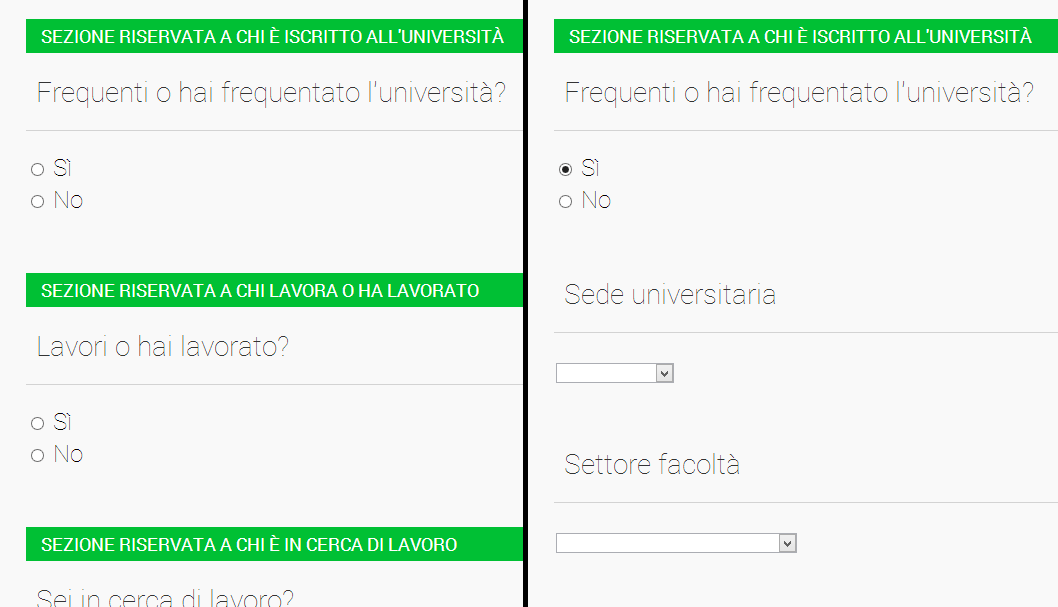 SEZIONE RISERVATA A CHI È ISCRITTO ALL'UNIVERSITÀ
Frequenti o hai frequentato l'università?
Sì
No
SEZIONE RISERVATA A CHI LAVORA O HA LAVORATO
Lavori o hai lavorato?
Sì
No
SEZIONE RISERVATA A CHI È IN CERCA DI LAVORO
Sei in cerca di lavoro?
SEZIONE RISERVATA A CHI È ISCRITTO ALL'UNIVERSITÀ
Frequenti o hai frequentato l'università?
Sì
No
Sede universitaria
Settore facoltà